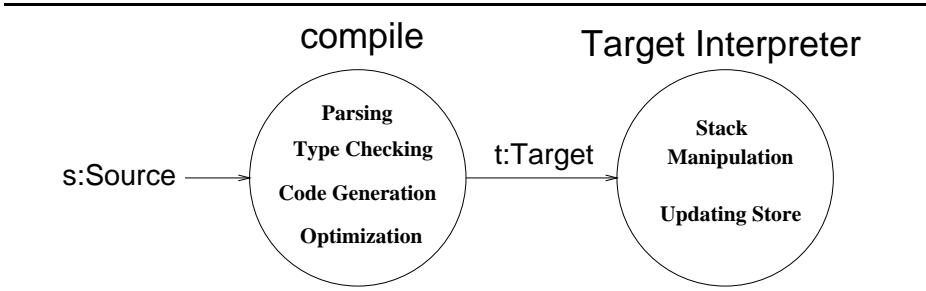 compile
Target Interpreter
s:Source
Parsing
Type Checking
Code Generation
Optimization
t:Target
Stack
Manipulation
Updating Store